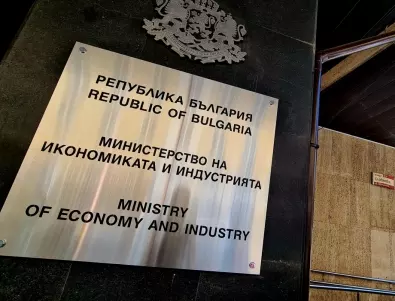 РЕПУБЛИКА БЪЛГАРИЯ
REPUBLIC OF BULGARIA
МИНИСТЕРСТВО НА
ИКОНОМИКАТА И ИНДУСТРИЯТА
MINISTRY
OF ECONOMY AND INDUSTRY